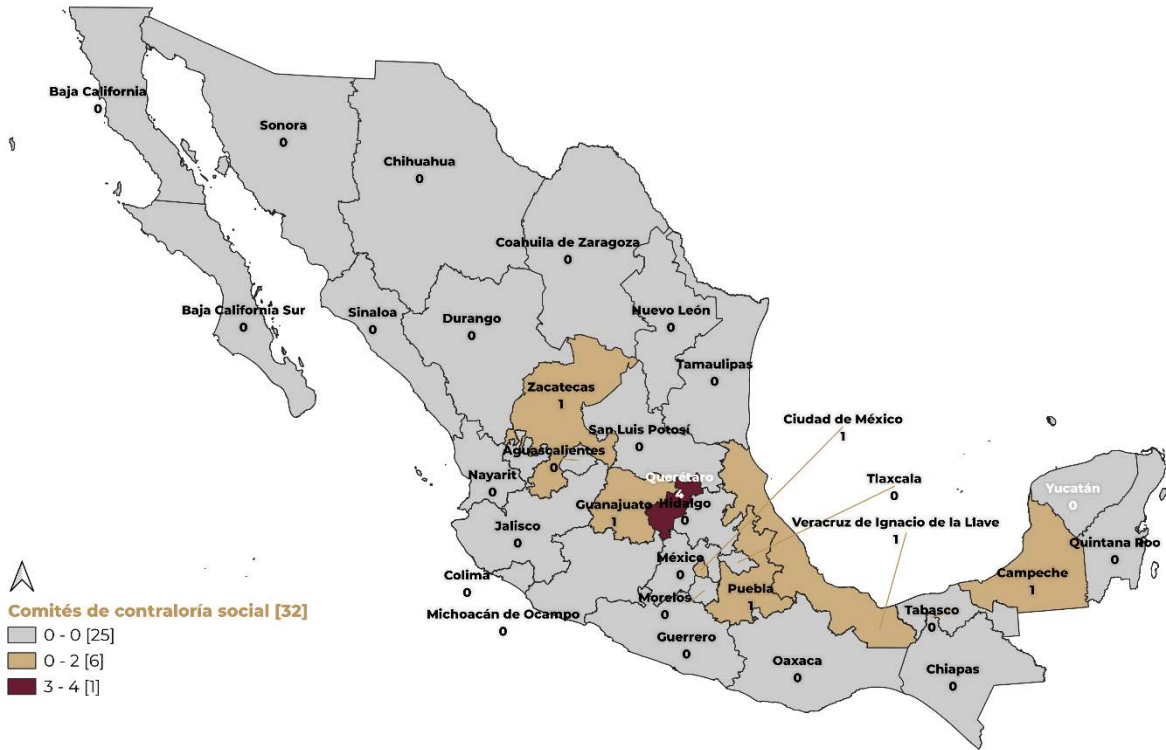 Baja California
0
Sonora
0
Chihuahua
0
Coahuila de Zaragoza
0
Baja California Sur
0
Sinaloa
0
Durango
0
Nuevo León
0
Tamaulipas
0
Zacatecas
1
San Luis Potosí
0
Ciudad de México
1
Aguascalientes
0
Nayarit
0
Querétaro
4
Tlaxcala
0
Yucatán
0
Guanajuato
1
Hidalgo
0
Jalisco
0
Veracruz de Ignacio de la Llave
1
Quintana Roo
0
México
0
Campeche
1
Colima
0
Puebla
1
Morelos
0
Tabasco
0
Michoacán de Ocampo
0
Guerrero
0
Oaxaca
0
Chiapas
0
Comités de contraloría social [32]
0 - 0 [25]
0 - 2 [6]
3 - 4 [1]